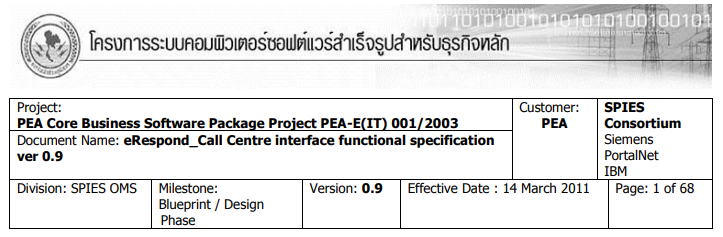 โครงการระบบคอมพิวเตอร์ซอฟต์แวร์สำเร็จรูปสำหรับธุรกิจหลัก
Project:
PEA Core Business Software Package Project PEA-E(IT) 001/2003
Customer:
PEA
SPIES
Consortium
Siemens
PortalNet
IBM
Document Name: eRespond_Call Centre interface functional specification
ver 0.9
Division: SPIES OMS
Milestone:
Blueprint / Design
Phase
Version: 0.9
Effective Date : 14 March 2011
Page: 1 of 68